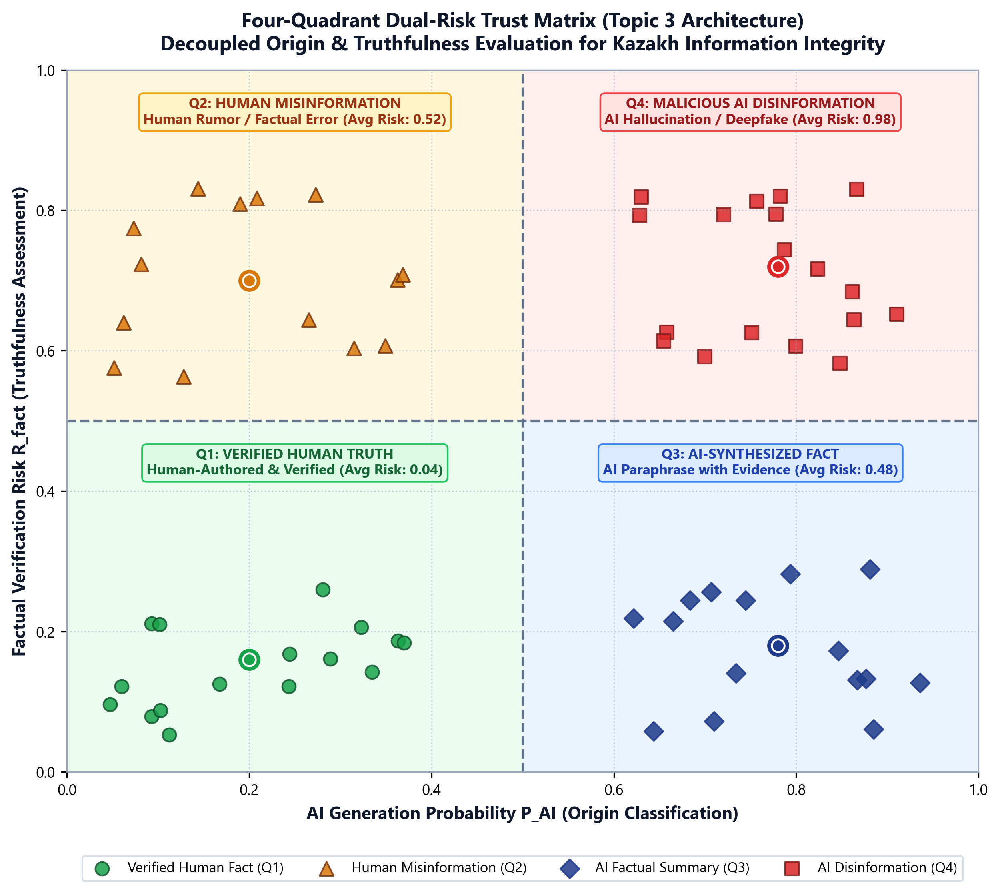 Four-Quadrant Dual-Risk Trust Matrix (Topic 3 Architecture)
Decoupled Origin & Truthfulness Evaluation for Kazakh Information Integrity
Factual Verification Risk R_fact (Truthfulness Assessment)
1.0
0.8
0.6
0.4
0.2
0.0
Q2: HUMAN MISINFORMATION
Human Rumor / Factual Error (Avg Risk: 0.52)
Q4: MALICIOUS AI DISINFORMATION
AI Hallucination / Deepfake (Avg Risk: 0.98)
Q1: VERIFIED HUMAN TRUTH
Human-Authored & Verified (Avg Risk: 0.04)
Q3: AI-SYNTHESIZED FACT
AI Paraphrase with Evidence (Avg Risk: 0.48)
0.0 0.2 0.4 0.6 0.8 1.0
AI Generation Probability P_AI (Origin Classification)
Verified Human Fact (Q1) Human Misinformation (Q2) AI Factual Summary (Q3) AI Disinformation (Q4)